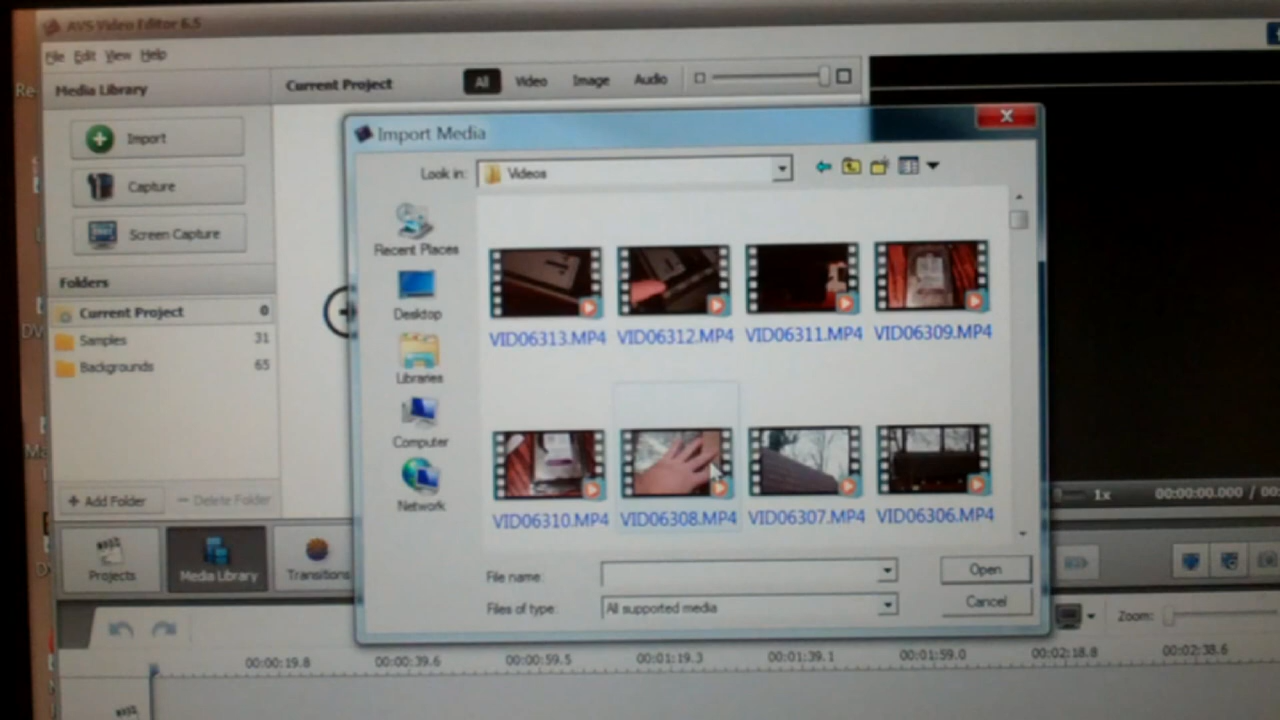 AVS Video Editor 6.5
File Edit View Help
Media Library
Current Project
All Video Image Audio
Import
Capture
Screen Capture
Folders
Current Project 0
Samples 31
Backgrounds 65
+ Add Folder
− Delete Folder
Projects
Media Library
Transitions
Import Media
Look in: Videos
Recent Places
Desktop
Libraries
Computer
Network
VID06313.MP4 VID06312.MP4 VID06311.MP4 VID06309.MP4
VID06310.MP4 VID06308.MP4 VID06307.MP4 VID06306.MP4
File name:
Open
Files of type: All supported media
Cancel
1x 00:00:00.000 / 00:
Zoom:
00:00:19.8 00:00:39.6 00:00:59.5 00:01:19.3 00:01:39.1 00:01:59.0 00:02:18.8 00:02:38.6